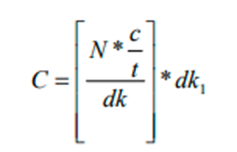 C = [ (N * c/t) / dk ] * dk₁